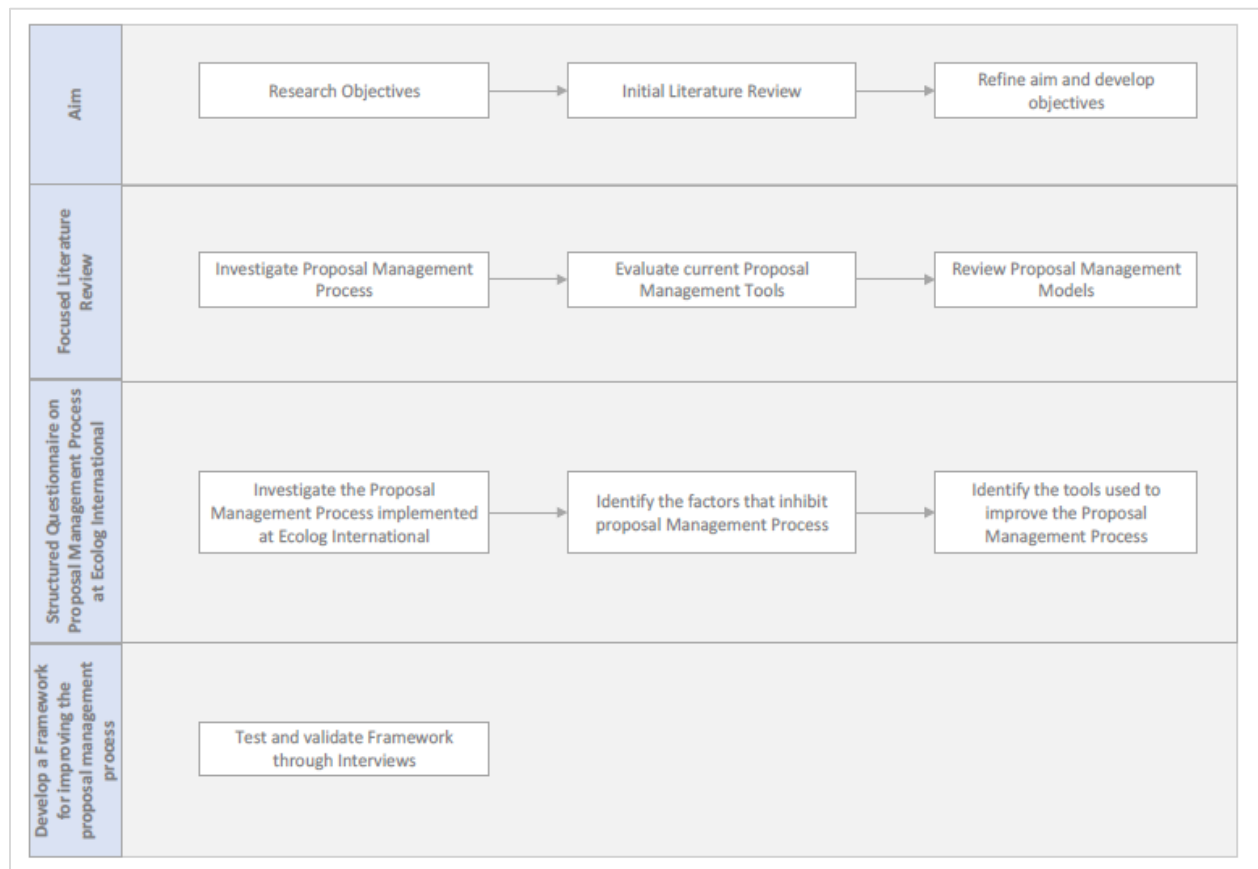 Aim
Research Objectives
Initial Literature Review
Refine aim and develop
objectives
Focused Literature
Review
Investigate Proposal Management
Process
Evaluate current Proposal
Management Tools
Review Proposal Management
Models
Structured Questionnaire on
Proposal Management Process
at Ecolog International
Investigate the Proposal
Management Process implemented
at Ecolog International
Identify the factors that inhibit
proposal Management Process
Identify the tools used to
improve the Proposal
Management Process
Develop a Framework
for improving the
proposal management
process
Test and validate Framework
through Interviews